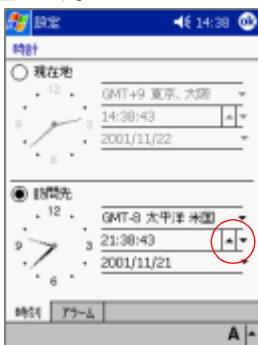 設定 14:38 ok
時計
現在地
12
3
6
9
GMT+9 東京、大阪
14:38:43
2001/11/22
訪問先
12
3
6
9
GMT-8 太平洋 米国
21:38:43
2001/11/21
時刻 アラーム
A